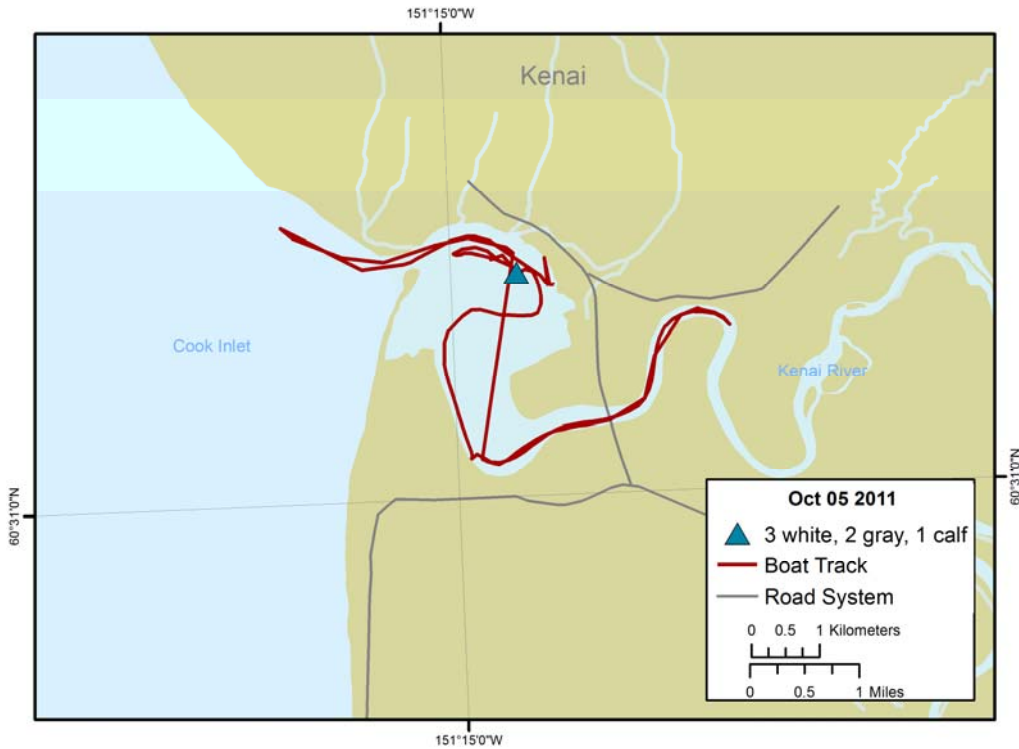 151°15'0"W
Kenai
Cook Inlet
Kenai River
60°31'0"N
60°31'0"N
Oct 05 2011
3 white, 2 gray, 1 calf
Boat Track
Road System
0 0.5 1 Kilometers
0 0.5 1 Miles
151°15'0"W